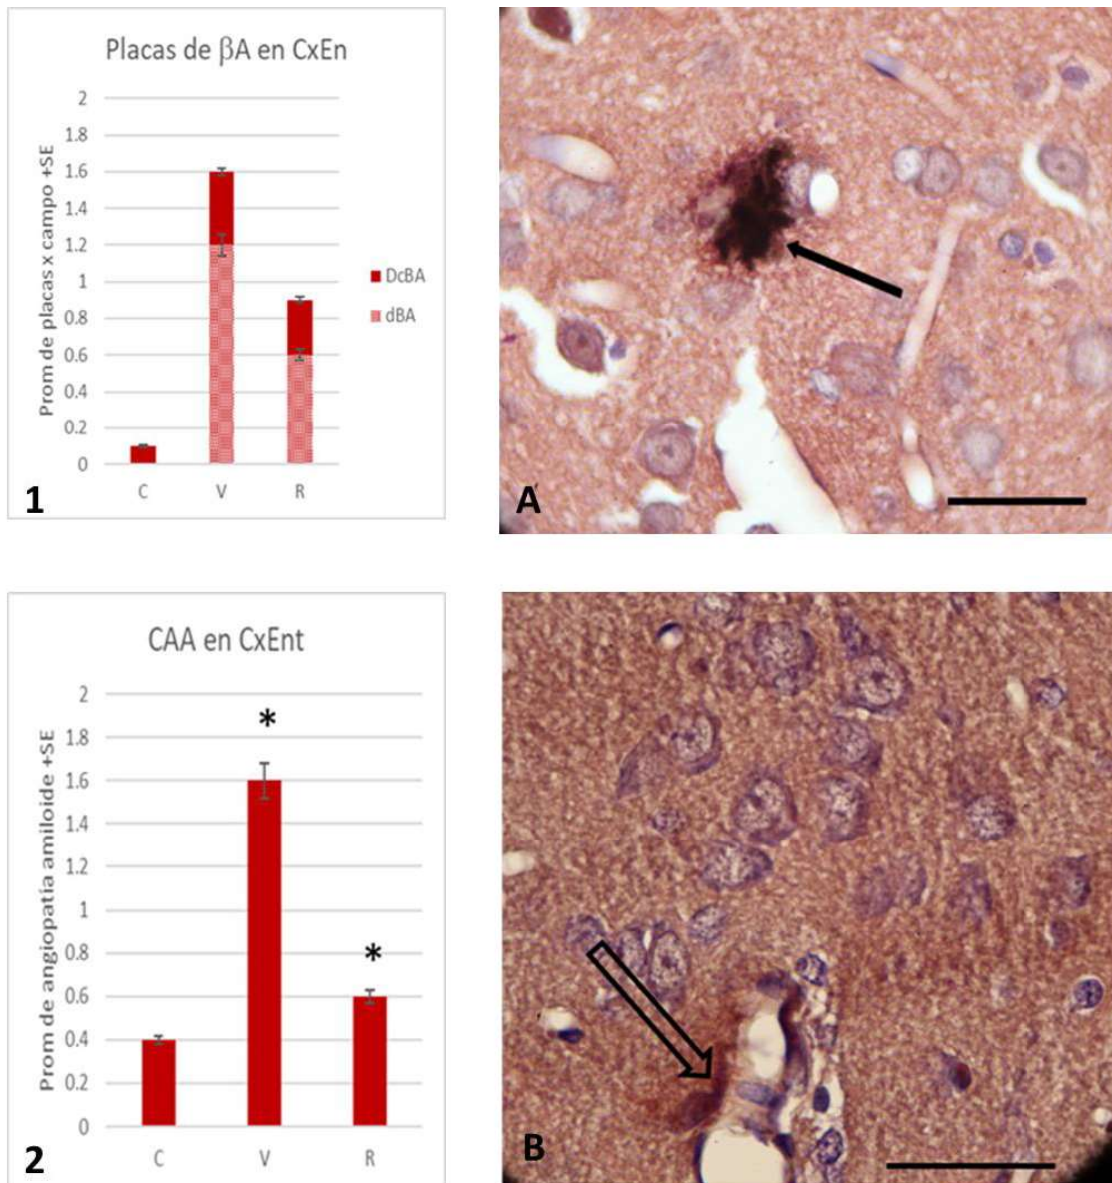 Placas de βA en CxEn
Prom de placas x campo +SE
2
1.8
1.6
1.4
1.2
1
0.8
0.6
0.4
0.2
0
C V R
DcBA
dBA
1
A
CAA en CxEnt
Prom de angiopatía amiloide +SE
2
1.8
1.6
1.4
1.2
1
0.8
0.6
0.4
0.2
0
*
*
C V R
2
B